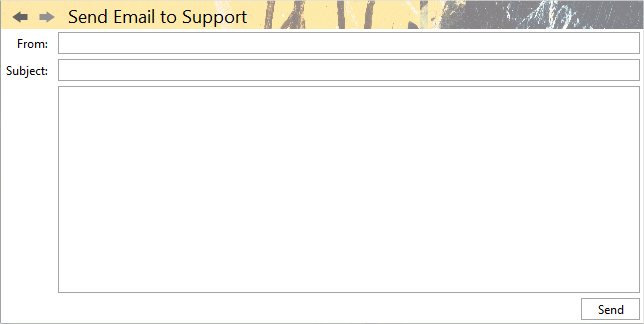 Send Email to Support
From:
Subject:
Send